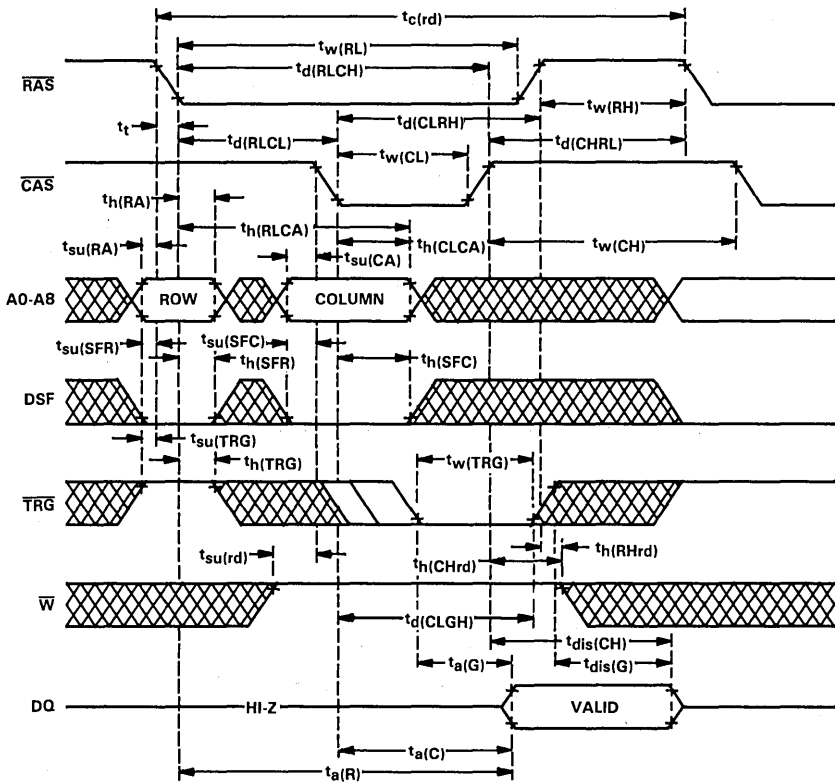 tc(rd)
tw(RL)
td(RLCH)
RAS
tw(RH)
tt
td(CLRH)
td(RLCL)
td(CHRL)
tw(CL)
CAS
th(RA)
th(RLCA)
th(CLCA)
tw(CH)
tsu(RA)
tsu(CA)
A0-A8
ROW
COLUMN
tsu(SFR)
tsu(SFC)
th(SFR)
th(SFC)
DSF
tsu(TRG)
th(TRG)
tw(TRG)
TRG
tsu(rd)
th(RHrd)
th(CHrd)
W
td(CLGH)
tdis(CH)
ta(G)
tdis(G)
DQ
HI-Z
VALID
ta(C)
ta(R)